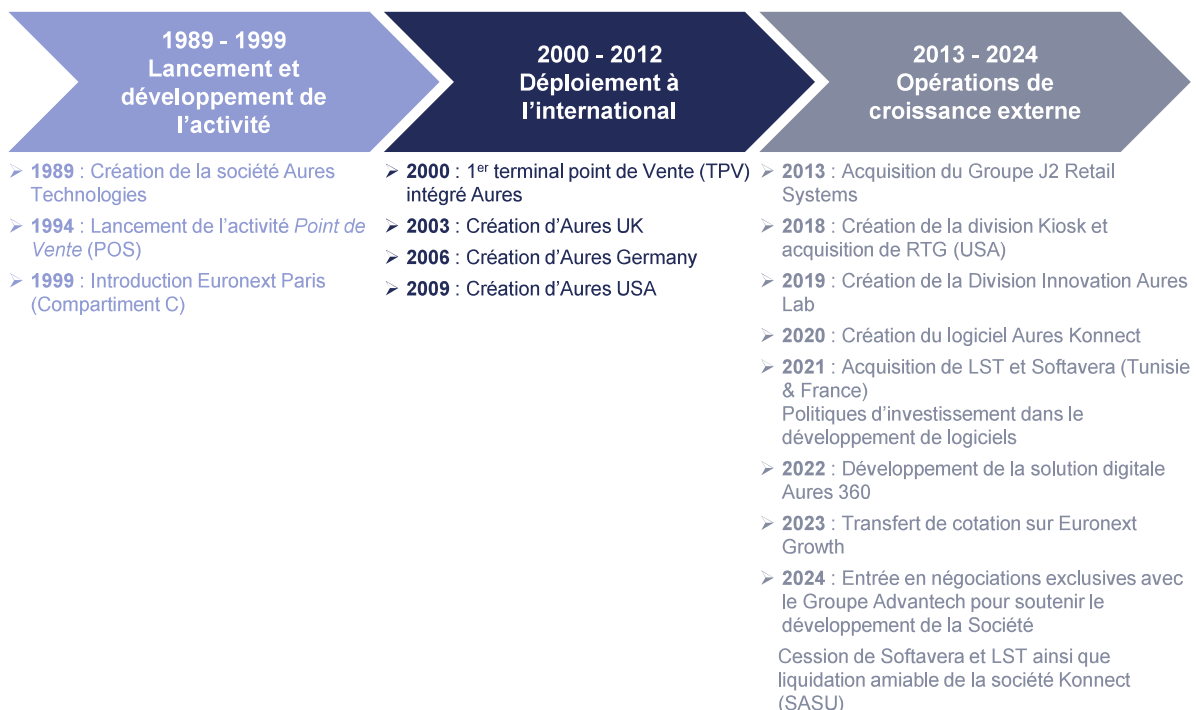 1989 - 1999
Lancement et
développement de
l’activité
➢ 1989 : Création de la société Aures
Technologies
➢ 1994 : Lancement de l’activité Point de
Vente (POS)
➢ 1999 : Introduction Euronext Paris
(Compartiment C)
2000 - 2012
Déploiement à
l’international
➢ 2000 : 1er terminal point de Vente (TPV)
intégré Aures
➢ 2003 : Création d’Aures UK
➢ 2006 : Création d’Aures Germany
➢ 2009 : Création d’Aures USA
2013 - 2024
Opérations de
croissance externe
➢ 2013 : Acquisition du Groupe J2 Retail
Systems
➢ 2018 : Création de la division Kiosk et
acquisition de RTG (USA)
➢ 2019 : Création de la Division Innovation Aures
Lab
➢ 2020 : Création du logiciel Aures Konnect
➢ 2021 : Acquisition de LST et Softavera (Tunisie
& France)
Politiques d’investissement dans le
développement de logiciels
➢ 2022 : Développement de la solution digitale
Aures 360
➢ 2023 : Transfert de cotation sur Euronext
Growth
➢ 2024 : Entrée en négociations exclusives avec
le Groupe Advantech pour soutenir le
développement de la Société
Cession de Softavera et LST ainsi que
liquidation amiable de la société Konnect
(SASU)